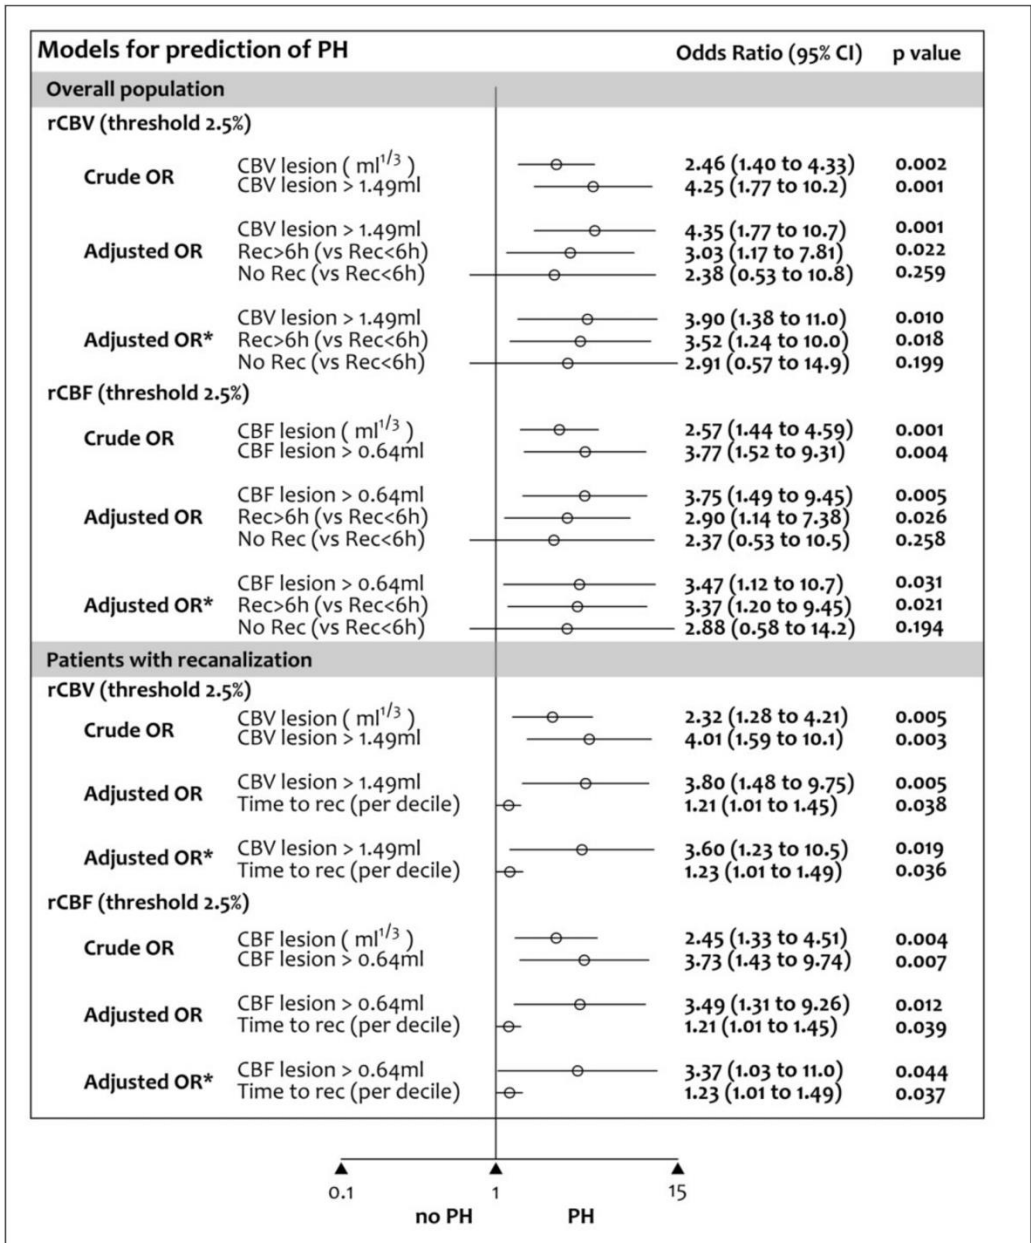 Models for prediction of PH Odds Ratio (95% CI) p value
Overall population
rCBV (threshold 2.5%)
Crude OR CBV lesion ( ml^1/3 ) 2.46 (1.40 to 4.33) 0.002
CBV lesion > 1.49ml 4.25 (1.77 to 10.2) 0.001
Adjusted OR CBV lesion > 1.49ml 4.35 (1.77 to 10.7) 0.001
Rec>6h (vs Rec<6h) 3.03 (1.17 to 7.81) 0.022
No Rec (vs Rec<6h) 2.38 (0.53 to 10.8) 0.259
Adjusted OR* CBV lesion > 1.49ml 3.90 (1.38 to 11.0) 0.010
Rec>6h (vs Rec<6h) 3.52 (1.24 to 10.0) 0.018
No Rec (vs Rec<6h) 2.91 (0.57 to 14.9) 0.199
rCBF (threshold 2.5%)
Crude OR CBF lesion ( ml^1/3 ) 2.57 (1.44 to 4.59) 0.001
CBF lesion > 0.64ml 3.77 (1.52 to 9.31) 0.004
Adjusted OR CBF lesion > 0.64ml 3.75 (1.49 to 9.45) 0.005
Rec>6h (vs Rec<6h) 2.90 (1.14 to 7.38) 0.026
No Rec (vs Rec<6h) 2.37 (0.53 to 10.5) 0.258
Adjusted OR* CBF lesion > 0.64ml 3.47 (1.12 to 10.7) 0.031
Rec>6h (vs Rec<6h) 3.37 (1.20 to 9.45) 0.021
No Rec (vs Rec<6h) 2.88 (0.58 to 14.2) 0.194
Patients with recanalization
rCBV (threshold 2.5%)
Crude OR CBV lesion ( ml^1/3 ) 2.32 (1.28 to 4.21) 0.005
CBV lesion > 1.49ml 4.01 (1.59 to 10.1) 0.003
Adjusted OR CBV lesion > 1.49ml 3.80 (1.48 to 9.75) 0.005
Time to rec (per decile) 1.21 (1.01 to 1.45) 0.038
Adjusted OR* CBV lesion > 1.49ml 3.60 (1.23 to 10.5) 0.019
Time to rec (per decile) 1.23 (1.01 to 1.49) 0.036
rCBF (threshold 2.5%)
Crude OR CBF lesion ( ml^1/3 ) 2.45 (1.33 to 4.51) 0.004
CBF lesion > 0.64ml 3.73 (1.43 to 9.74) 0.007
Adjusted OR CBF lesion > 0.64ml 3.49 (1.31 to 9.26) 0.012
Time to rec (per decile) 1.21 (1.01 to 1.45) 0.039
Adjusted OR* CBF lesion > 0.64ml 3.37 (1.03 to 11.0) 0.044
Time to rec (per decile) 1.23 (1.01 to 1.49) 0.037
0.1 1 15
no PH PH